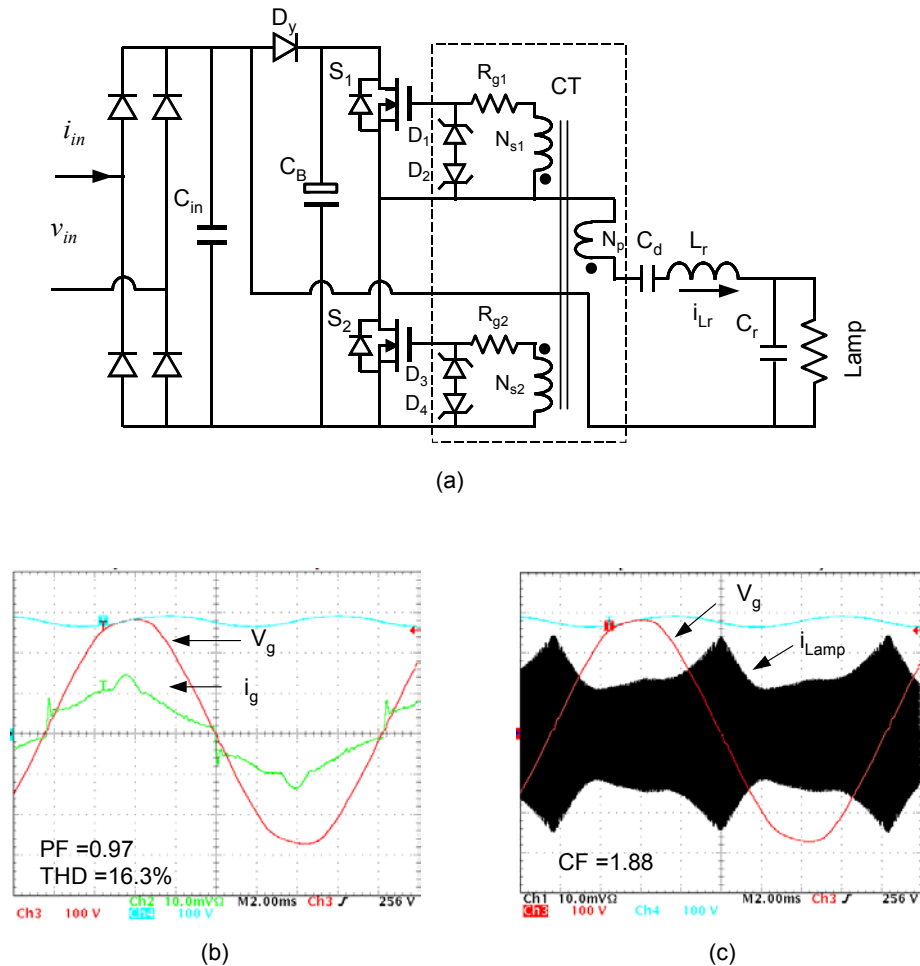 D_y
S_1
R_g1
CT
D_1
N_s1
i_in
D_2
C_B
C_in
v_in
N_p
C_d
L_r
S_2
R_g2
i_Lr
C_r
Lamp
D_3
N_s2
D_4
(a)
V_g
i_g
PF =0.97
THD =16.3%
Ch2 10.0mVΩ M2.00ms Ch3 256 V
Ch3 100 V Ch4 100 V
(b)
V_g
i_Lamp
CF =1.88
Ch1 10.0mVΩ M2.00ms Ch3 256 V
Ch3 100 V Ch4 100 V
(c)